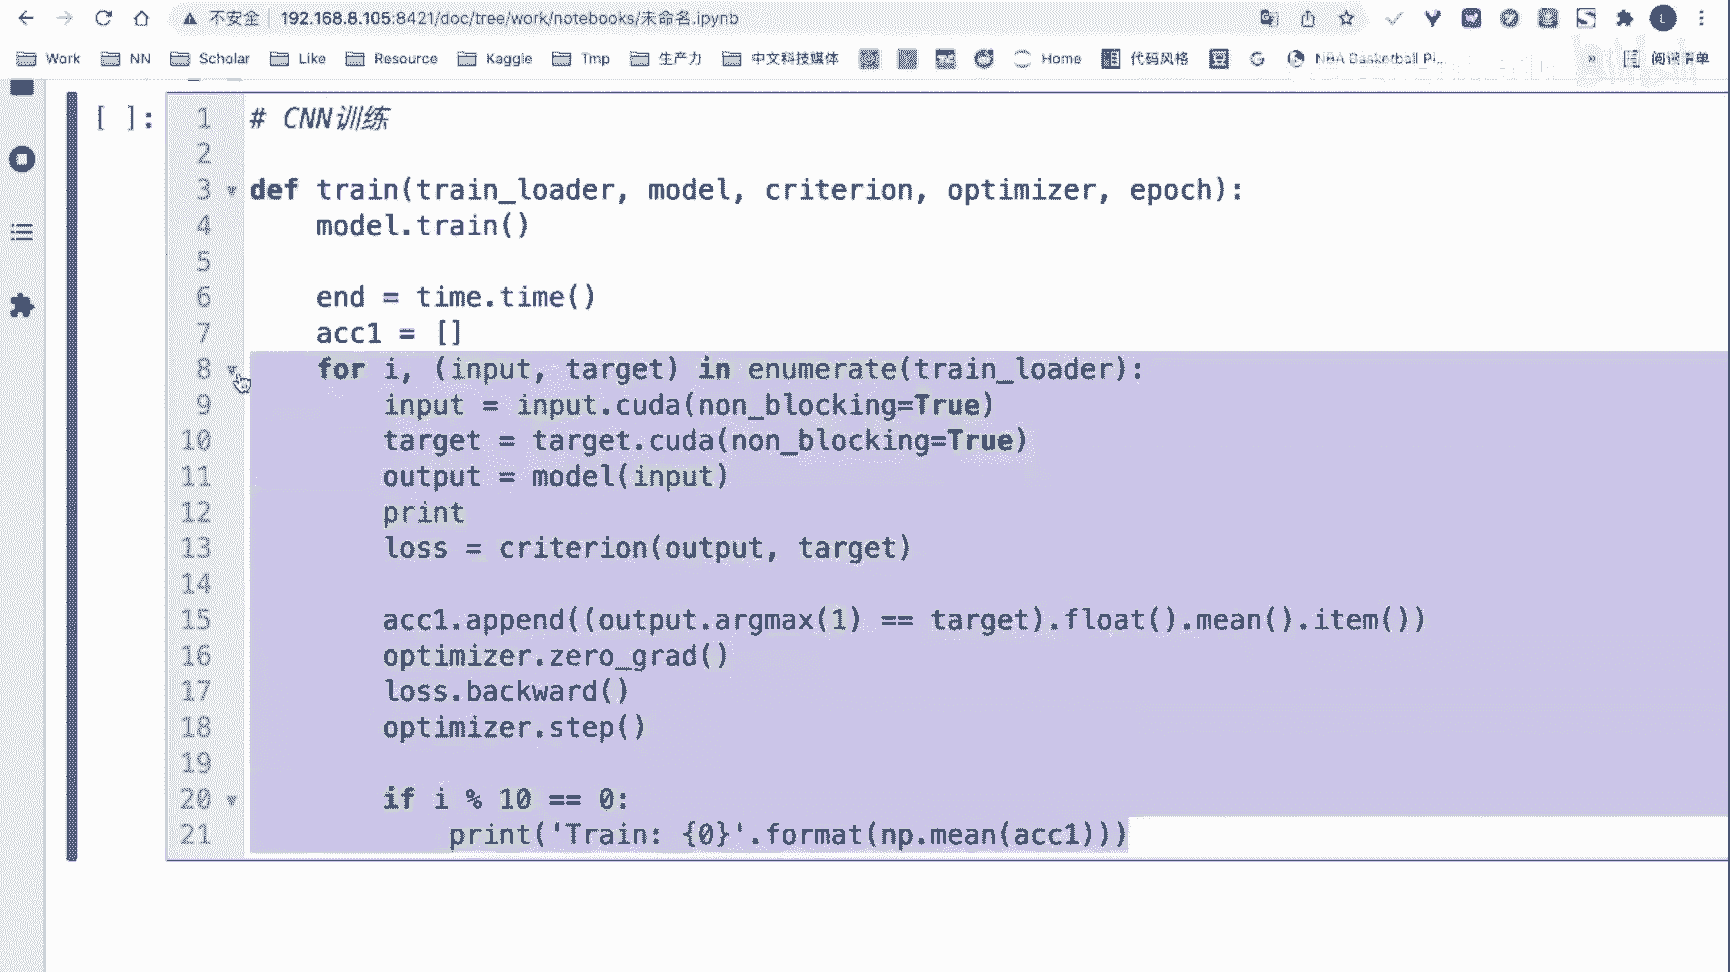 不安全 192.168.8.105:8421/doc/tree/work/notebooks/未命名.ipynb
Work NN Scholar Like Resource Kaggle Tmp 生产力 中文科技媒体 Home 代码风格 G NBA Basketball Pl... » 阅读清单
[ ]:
1 # CNN训练
2
3 def train(train_loader, model, criterion, optimizer, epoch):
4 model.train()
5
6 end = time.time()
7 acc1 = []
8 for i, (input, target) in enumerate(train_loader):
9 input = input.cuda(non_blocking=True)
10 target = target.cuda(non_blocking=True)
11 output = model(input)
12 print
13 loss = criterion(output, target)
14
15 acc1.append((output.argmax(1) == target).float().mean().item())
16 optimizer.zero_grad()
17 loss.backward()
18 optimizer.step()
19
20 if i % 10 == 0:
21 print('Train: {0}'.format(np.mean(acc1)))